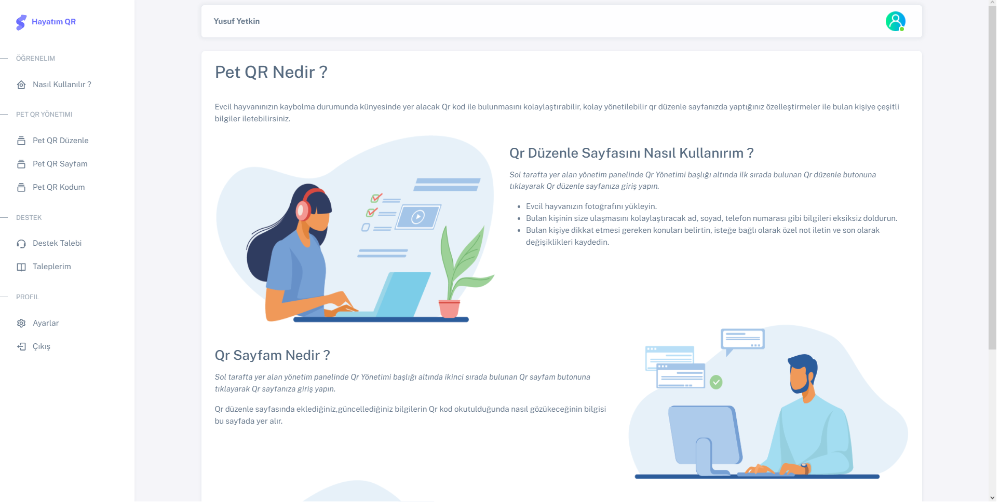 Hayatım QR
ÖĞRENELIM
Nasıl Kullanılır ?
PET QR YÖNETIMI
Pet QR Düzenle
Pet QR Sayfam
Pet QR Kodum
DESTEK
Destek Talebi
Taleplerim
PROFIL
Ayarlar
Çıkış
Yusuf Yetkin
Pet QR Nedir ?
Evcil hayvanınızın kaybolma durumunda künyesinde yer alacak Qr kod ile bulunmasını kolaylaştırabilir, kolay yönetilebilir qr düzenle sayfanızda yaptığınız özelleştirmeler ile bulan kişiye çeşitli
bilgiler iletebilirsiniz.
Qr Düzenle Sayfasını Nasıl Kullanırım ?
Sol tarafta yer alan yönetim panelinde Qr Yönetimi başlığı altında ilk sırada bulunan Qr düzenle butonuna
tıklayarak Qr düzenle sayfanıza giriş yapın.
• Evcil hayvanızın fotoğrafını yükleyin.
• Bulan kişinin size ulaşmasını kolaylaştıracak ad, soyad, telefon numarası gibi bilgileri eksiksiz doldurun.
• Bulan kişiye dikkat etmesi gereken konuları belirtin, isteğe bağlı olarak özel not iletin ve son olarak
değişiklikleri kaydedin.
Qr Sayfam Nedir ?
Sol tarafta yer alan yönetim panelinde Qr Yönetimi başlığı altında ikinci sırada bulunan Qr sayfam butonuna
tıklayarak Qr sayfanıza giriş yapın.
Qr düzenle sayfasında eklediğiniz,güncellediğiniz bilgilerin Qr kod okutulduğunda nasıl gözükeceğinin bilgisi
bu sayfada yer alır.